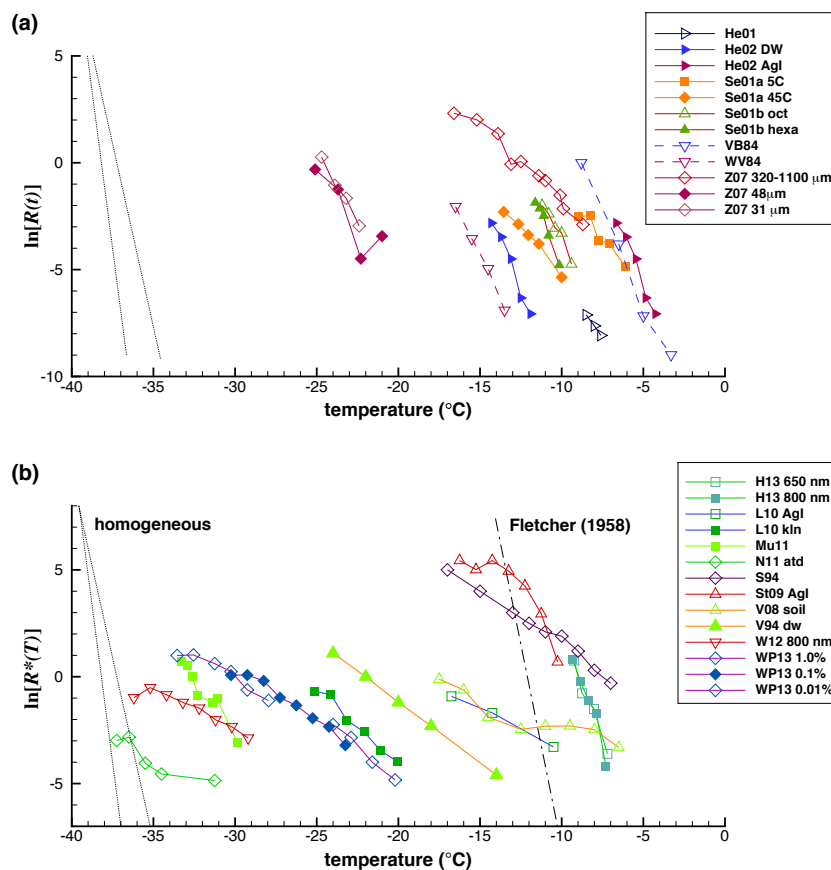 (a)
He01
He02 DW
He02 AgI
Se01a 5C
Se01a 45C
Se01b oct
Se01b hexa
VB84
WV84
Z07 320-1100 μm
Z07 48μm
Z07 31 μm
5
0
-5
-10
ln[R(t)]
-40 -35 -30 -25 -20 -15 -10 -5 0
temperature (°C)
(b)
H13 650 nm
H13 800 nm
L10 AgI
L10 kln
Mu11
N11 atd
S94
St09 AgI
V08 soil
V94 dw
W12 800 nm
WP13 1.0%
WP13 0.1%
WP13 0.01%
homogeneous
Fletcher (1958)
5
0
-5
ln[R*(T)]
-40 -35 -30 -25 -20 -15 -10 -5 0
temperature (°C)